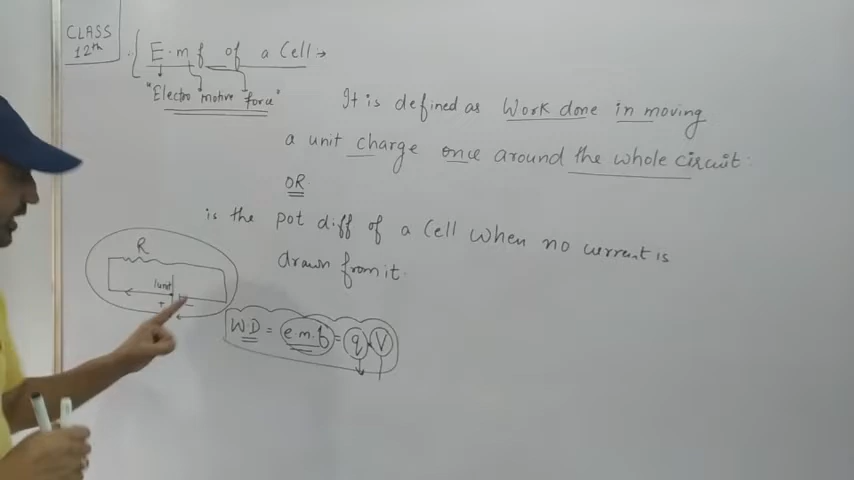 CLASS
12th
E.m f of a Cell →
"Electro motive force"
It is defined as Work done in moving
a unit charge once around the whole circuit.
OR
is the pot diff of a Cell when no current is
drawn from it.
R
1unit
+ -
W.D = e.m.f = q V